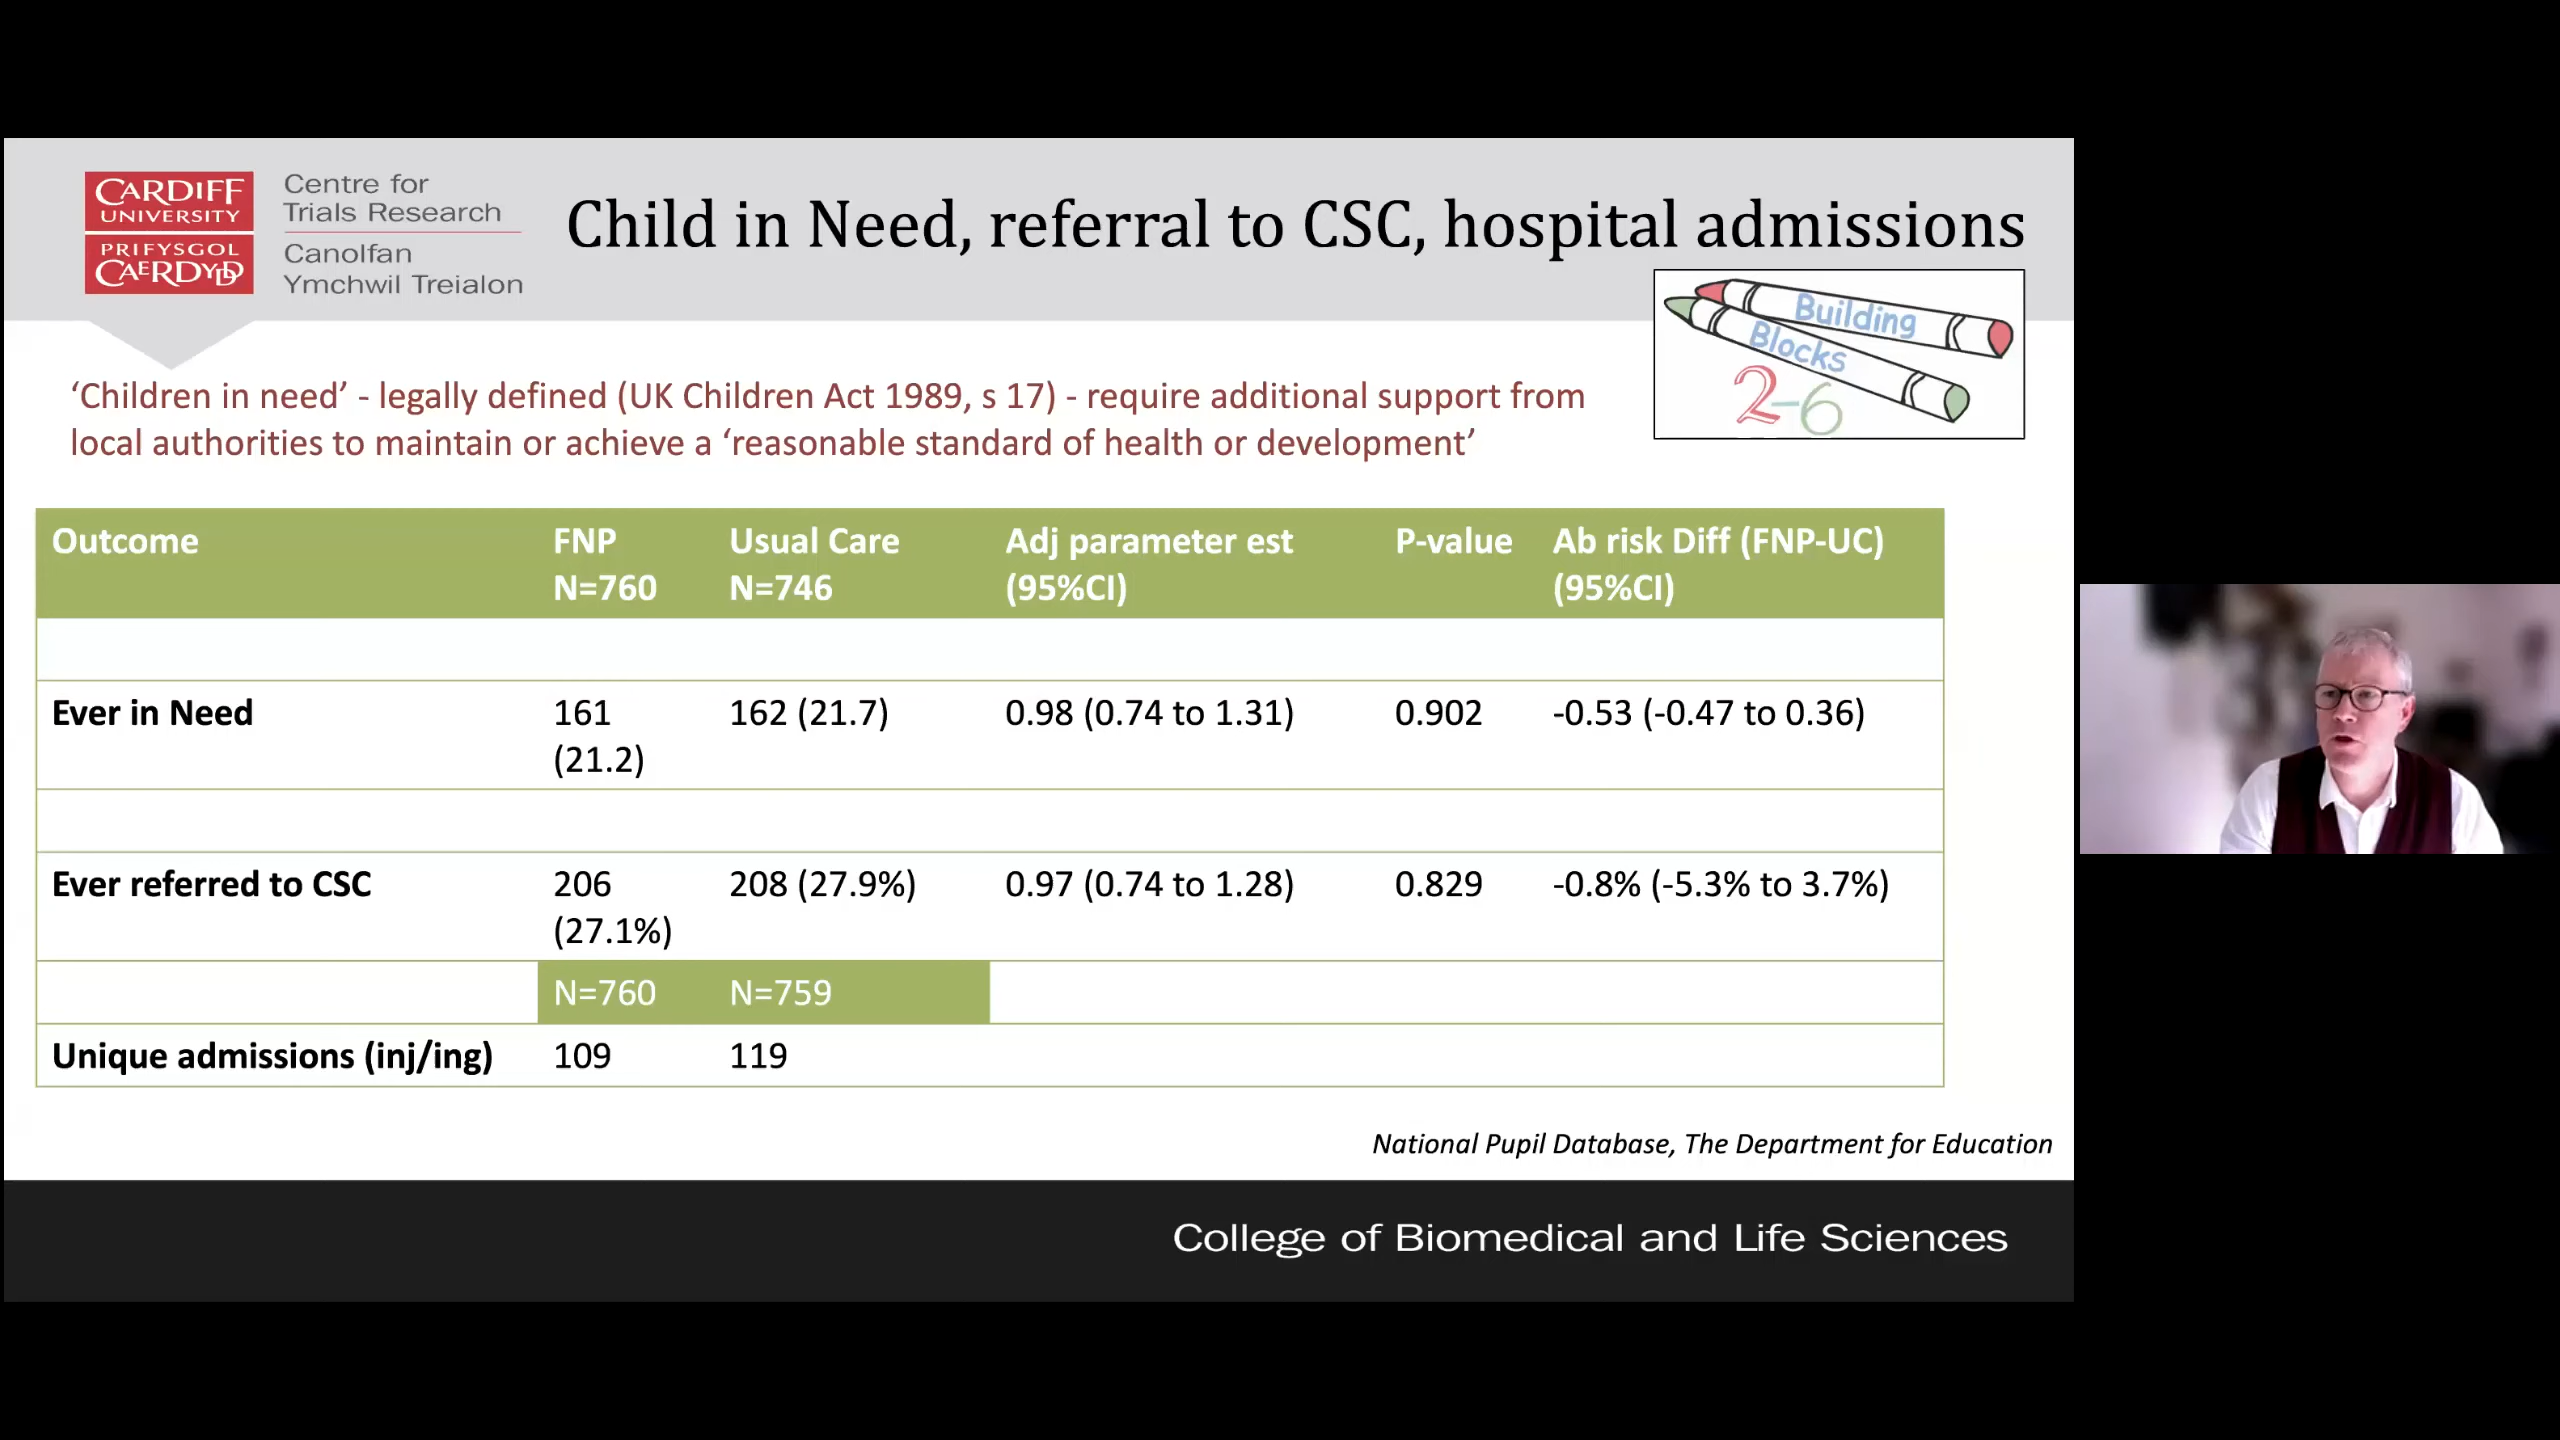 CARDIFF
UNIVERSITY
PRIFYSGOL
CAERDYDD
Centre for
Trials Research
Canolfan
Ymchwil Treialon
Child in Need, referral to CSC, hospital admissions
Building
Blocks
2-6
‘Children in need’ - legally defined (UK Children Act 1989, s 17) - require additional support from
local authorities to maintain or achieve a ‘reasonable standard of health or development’
Outcome FNP Usual Care Adj parameter est P-value Ab risk Diff (FNP-UC)
N=760 N=746 (95%CI) (95%CI)
Ever in Need 161 162 (21.7) 0.98 (0.74 to 1.31) 0.902 -0.53 (-0.47 to 0.36)
(21.2)
Ever referred to CSC 206 208 (27.9%) 0.97 (0.74 to 1.28) 0.829 -0.8% (-5.3% to 3.7%)
(27.1%)
N=760 N=759
Unique admissions (inj/ing) 109 119
National Pupil Database, The Department for Education
College of Biomedical and Life Sciences